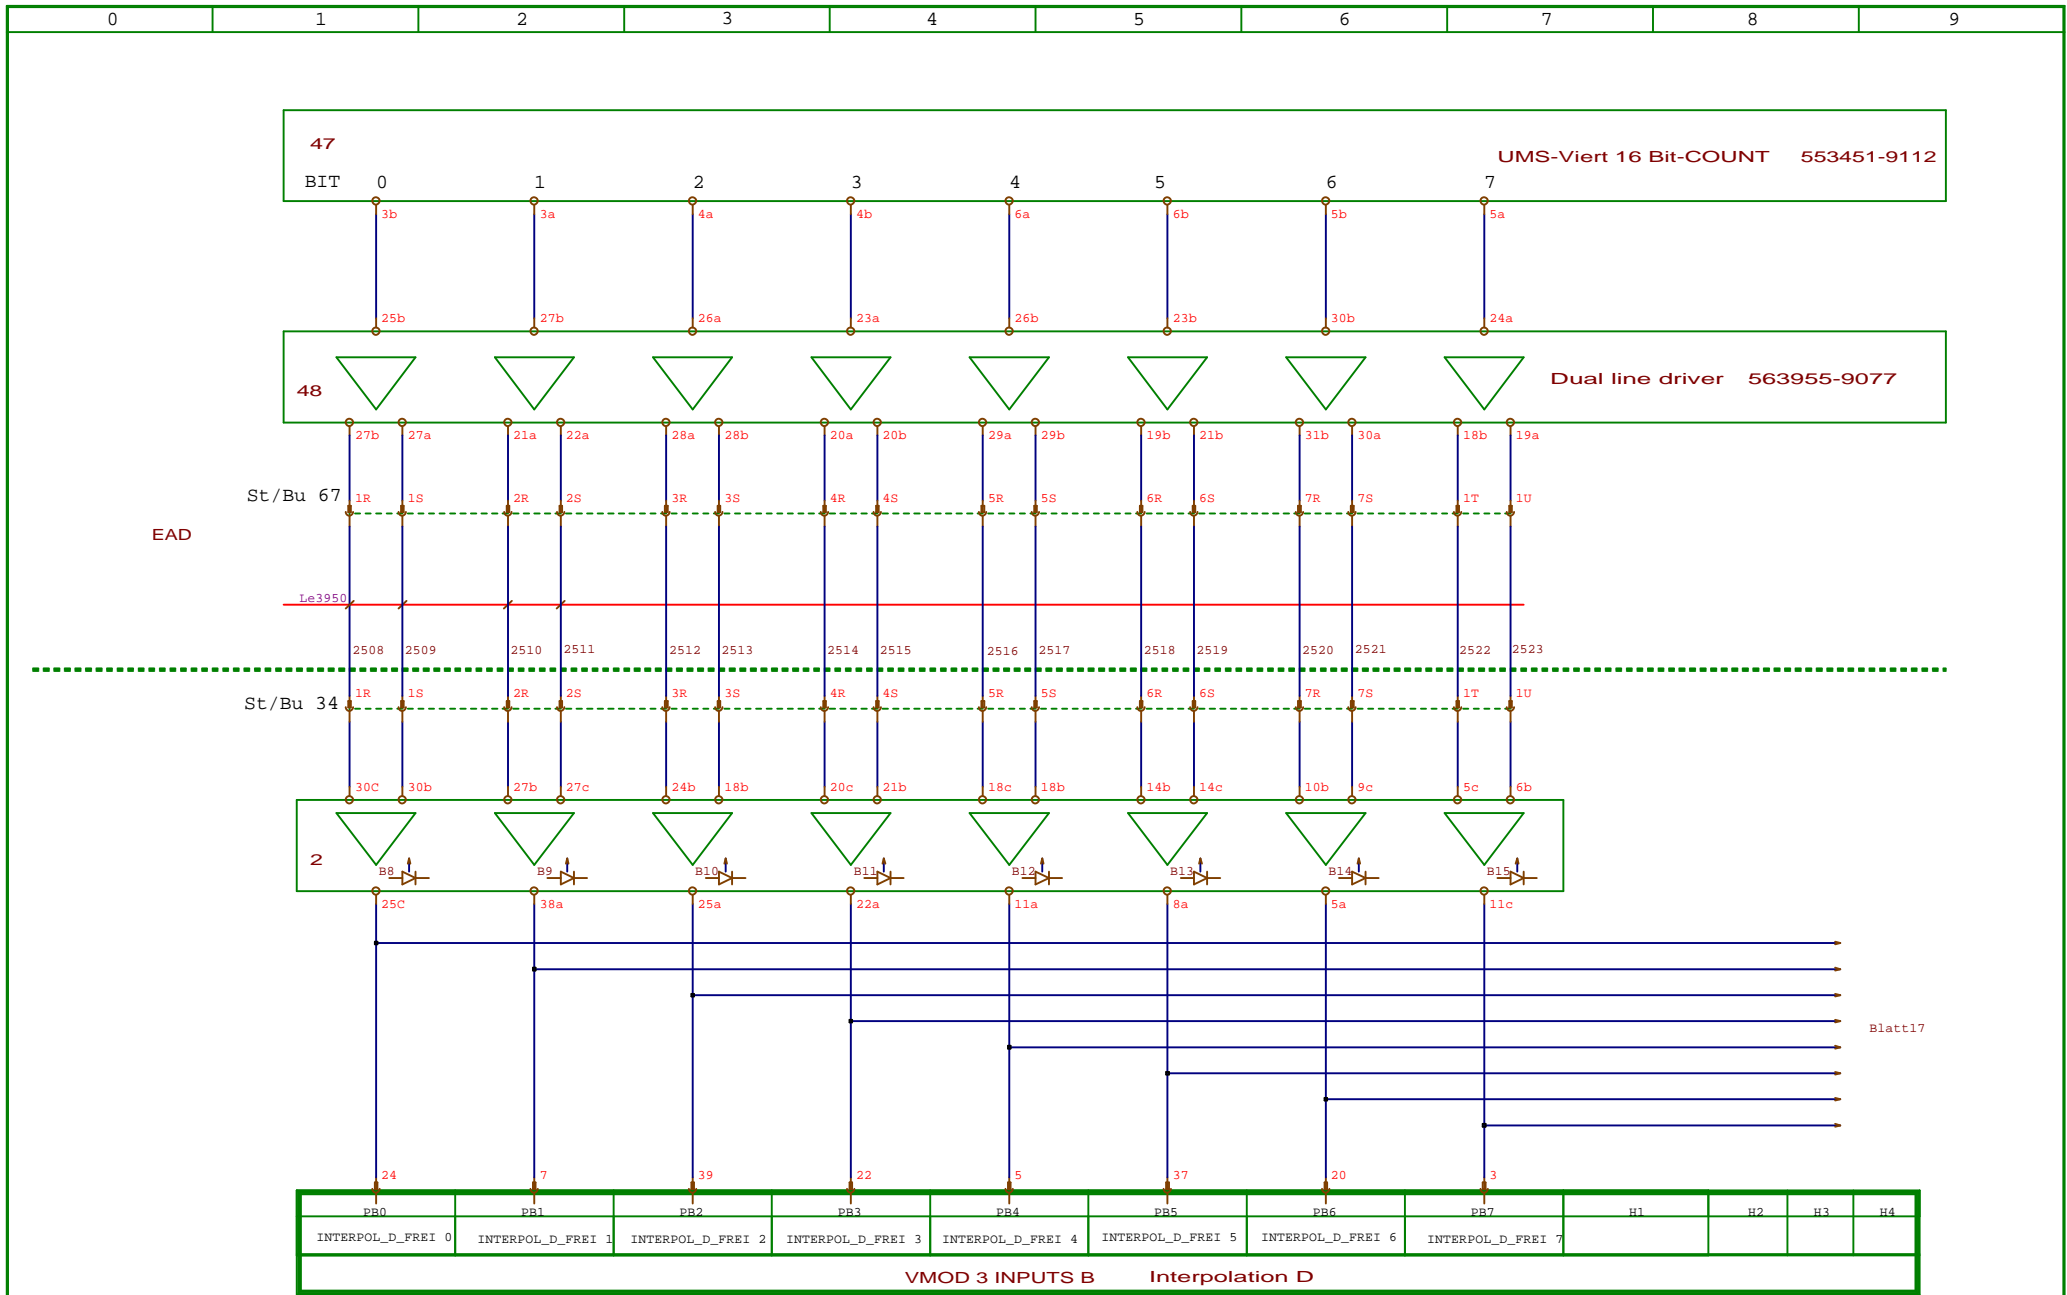 0 1 2 3 4 5 6 7 8 9
47
UMS-Viert 16 Bit-COUNT 553451-9112
BIT 0 1 2 3 4 5 6 7
3b 3a 4a 4b 6a 6b 5b 5a
25b 27b 26a 23a 26b 23b 30b 24a
48
Dual line driver 563955-9077
27b 27a 21a 22a 28a 28b 20a 20b 29a 29b 19b 21b 31b 30a 18b 19a
St/Bu 67 1R 1S 2R 2S 3R 3S 4R 4S 5R 5S 6R 6S 7R 7S 1T 1U
EAD
Le3950
2508 2509 2510 2511 2512 2513 2514 2515 2516 2517 2518 2519 2520 2521 2522 2523
St/Bu 34 1R 1S 2R 2S 3R 3S 4R 4S 5R 5S 6R 6S 7R 7S 1T 1U
30C 30b 27b 27c 24b 18b 20c 21b 18c 18b 14b 14c 10b 9c 5c 6b
2
B8 B9 B10 B11 B12 B13 B14 B15
25C 38a 25a 22a 11a 8a 5a 11c
Blatt17
24 7 39 22 5 37 20 3
PB0 PB1 PB2 PB3 PB4 PB5 PB6 PB7 H1 H2 H3 H4
INTERPOL_D_FREI 0 INTERPOL_D_FREI 1 INTERPOL_D_FREI 2 INTERPOL_D_FREI 3 INTERPOL_D_FREI 4 INTERPOL_D_FREI 5 INTERPOL_D_FREI 6 INTERPOL_D_FREI 7
VMOD 3 INPUTS B Interpolation D